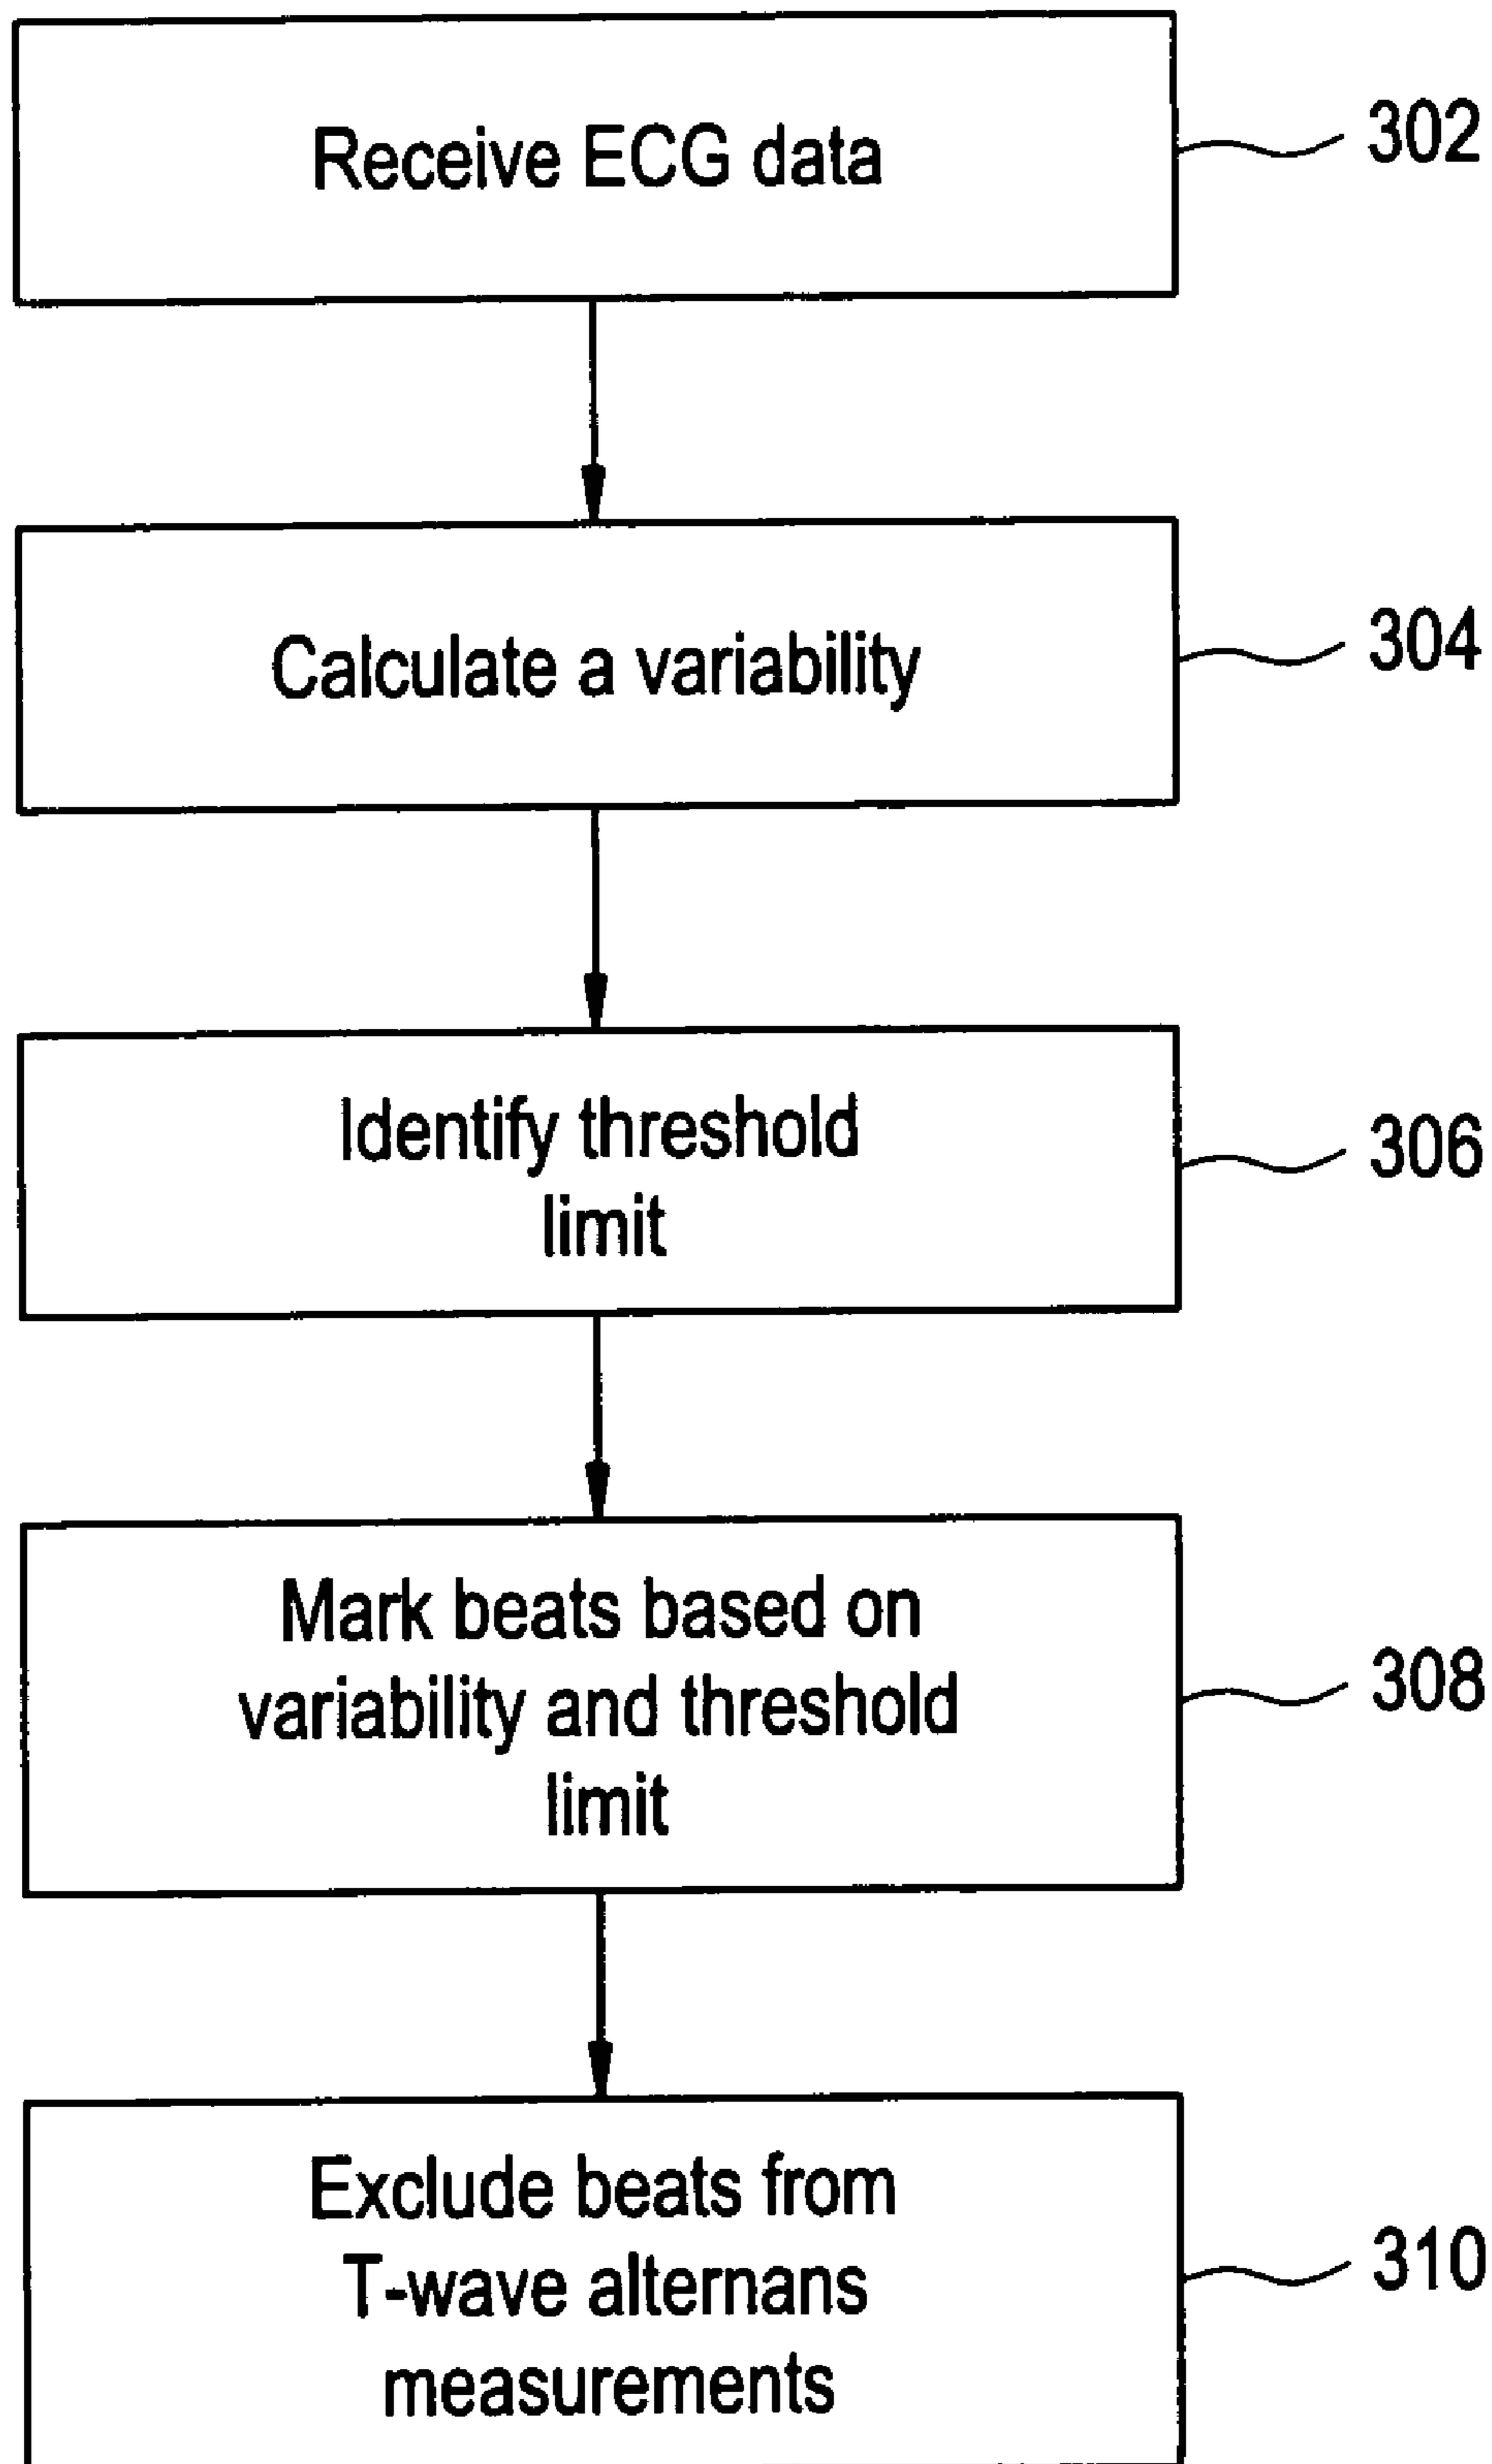 Receive ECG data
302
Calculate a variability
304
Identify threshold
limit
306
Mark beats based on
variability and threshold
limit
308
Exclude beats from
T-wave alternans
measurements
310